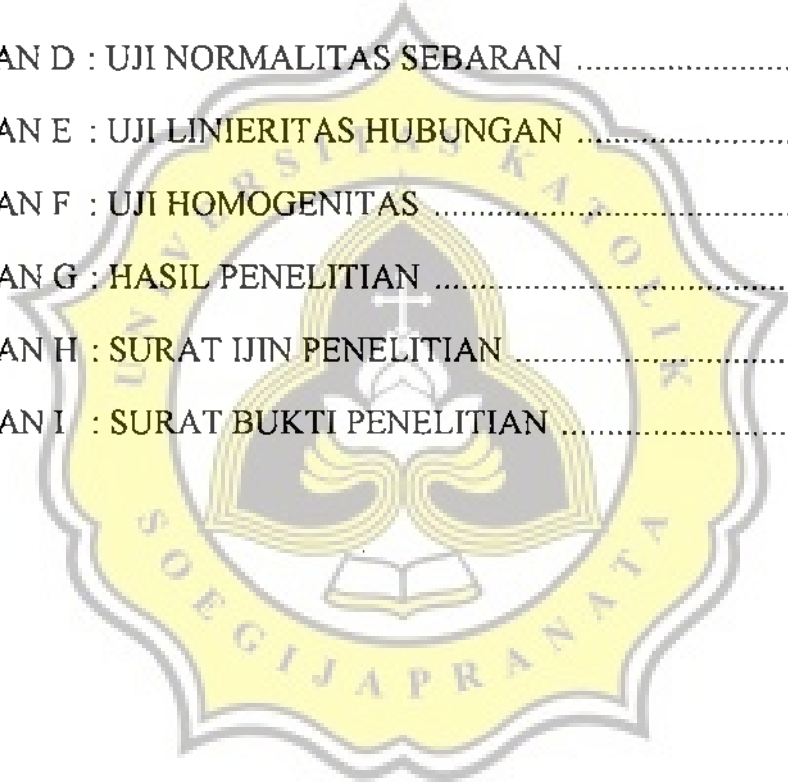 AN D : UJI NORMALITAS SEBARAN ........................
AN E : UJI LINIERITAS HUBUNGAN ........................
AN F : UJI HOMOGENITAS ........................................
AN G : HASIL PENELITIAN ........................................
AN H : SURAT IJIN PENELITIAN ..............................
AN I : SURAT BUKTI PENELITIAN .........................
UNIVERSITAS KATOLIK
SOEGIJAPRANATA